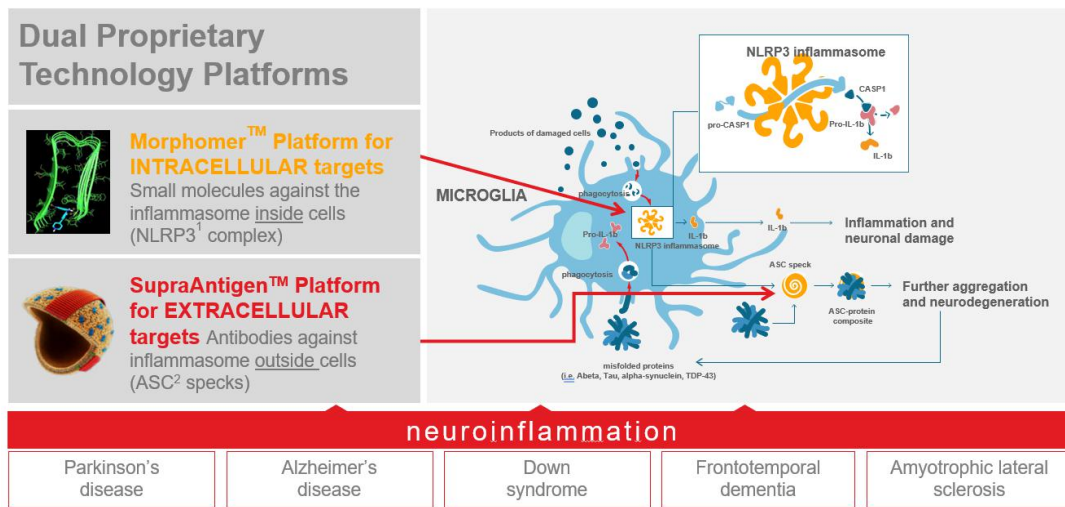 Dual Proprietary
Technology Platforms
Morphomer™ Platform for
INTRACELLULAR targets
Small molecules against the
inflammasome inside cells
(NLRP3¹ complex)
SupraAntigen™ Platform
for EXTRACELLULAR
targets Antibodies against
inflammasome outside cells
(ASC² specks)
NLRP3 inflammasome
CASP1
pro-CASP1
Pro-IL-1b
IL-1b
Products of damaged cells
MICROGLIA
phagocytosis
Pro-IL-1b
IL-1b
NLRP3 inflammasome
IL-1b
Inflammation and
neuronal damage
phagocytosis
ASC speck
ASC-protein
composite
Further aggregation
and neurodegeneration
misfolded proteins
(i.e. Abeta, Tau, alpha-synuclein, TDP-43)
neuroinflammation
Parkinson's
disease
Alzheimer's
disease
Down
syndrome
Frontotemporal
dementia
Amyotrophic lateral
sclerosis